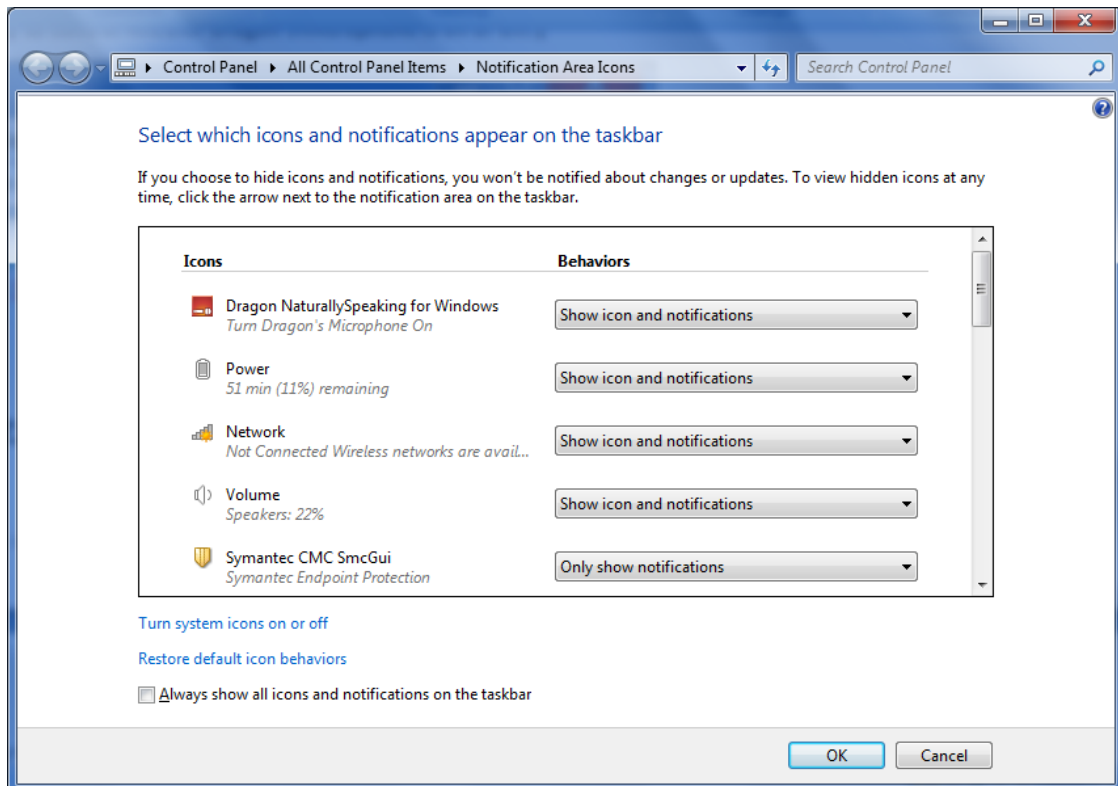 Control Panel ▸ All Control Panel Items ▸ Notification Area Icons
Search Control Panel
Select which icons and notifications appear on the taskbar
If you choose to hide icons and notifications, you won't be notified about changes or updates. To view hidden icons at any
time, click the arrow next to the notification area on the taskbar.
Icons Behaviors
Dragon NaturallySpeaking for Windows
Turn Dragon's Microphone On
Show icon and notifications
Power
51 min (11%) remaining
Show icon and notifications
Network
Not Connected Wireless networks are avail...
Show icon and notifications
Volume
Speakers: 22%
Show icon and notifications
Symantec CMC SmcGui
Symantec Endpoint Protection
Only show notifications
Turn system icons on or off
Restore default icon behaviors
Always show all icons and notifications on the taskbar
OK Cancel